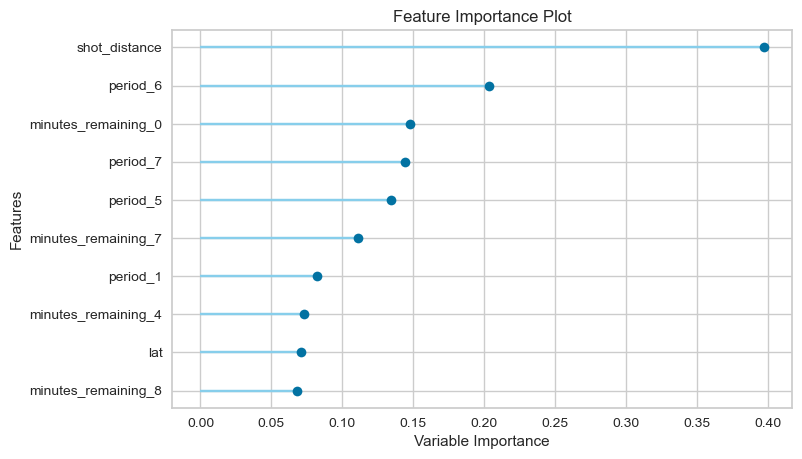 Feature Importance Plot
shot_distance
period_6
minutes_remaining_0
period_7
period_5
minutes_remaining_7
period_1
minutes_remaining_4
lat
minutes_remaining_8
Features
0.00 0.05 0.10 0.15 0.20 0.25 0.30 0.35 0.40
Variable Importance